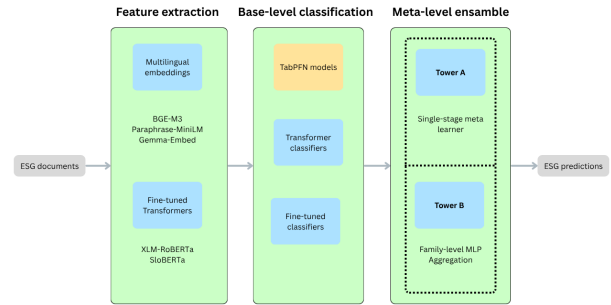 Feature extraction
Base-level classification
Meta-level ensamble
Multilingual
embeddings
BGE-M3
Paraphrase-MiniLM
Gemma-Embed
Fine-tuned
Transformers
XLM-RoBERTa
SloBERTa
TabPFN models
Transformer
classifiers
Fine-tuned
classifiers
Tower A
Single-stage meta
learner
Tower B
Family-level MLP
Aggregation
ESG documents
ESG predictions